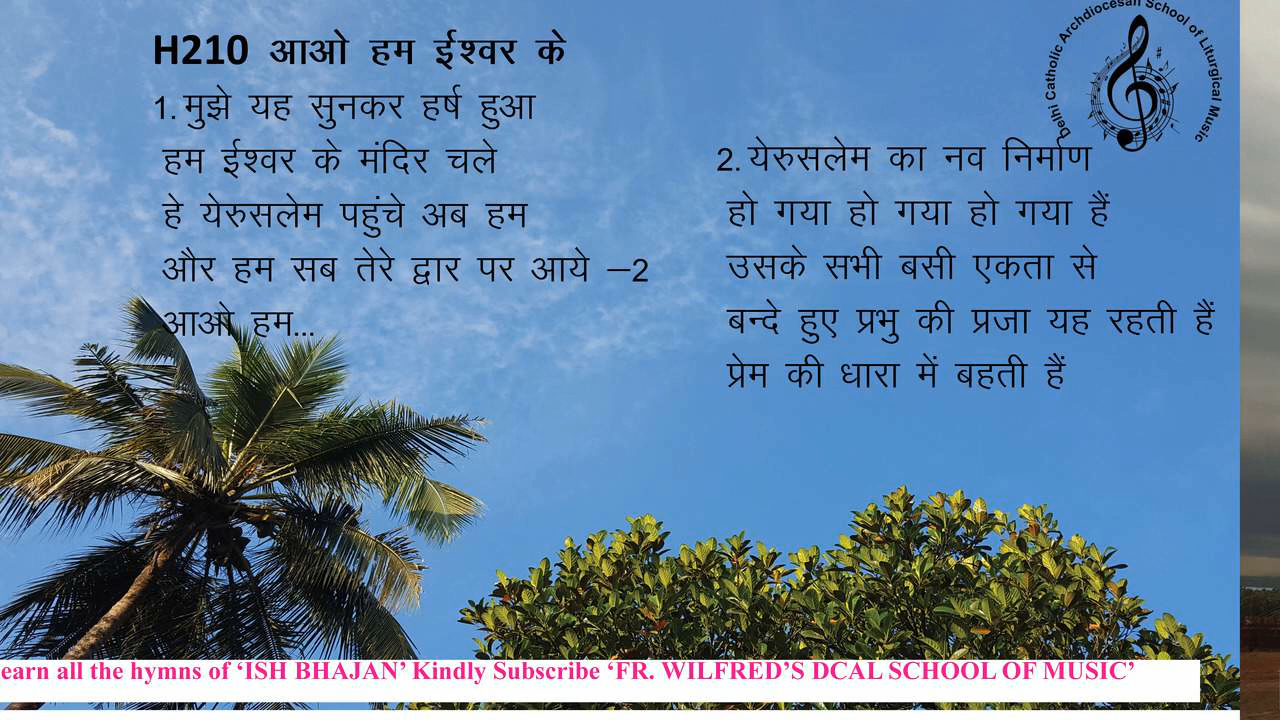 H210 आओ हम ईश्वर के
1. मुझे यह सुनकर हर्ष हुआ
हम ईश्वर के मंदिर चले
हे येरुसलेम पहुंचे अब हम
और हम सब तेरे द्वार पर आये –2
आओ हम...
2. येरुसलेम का नव निर्माण
हो गया हो गया हो गया हैं
उसके सभी बसी एकता से
बन्दे हुए प्रभु की प्रजा यह रहती हैं
प्रेम की धारा में बहती हैं
Delhi Catholic Archdiocesan School of Liturgical Music
earn all the hymns of ‘ISH BHAJAN’ Kindly Subscribe ‘FR. WILFRED’S DCAL SCHOOL OF MUSIC’